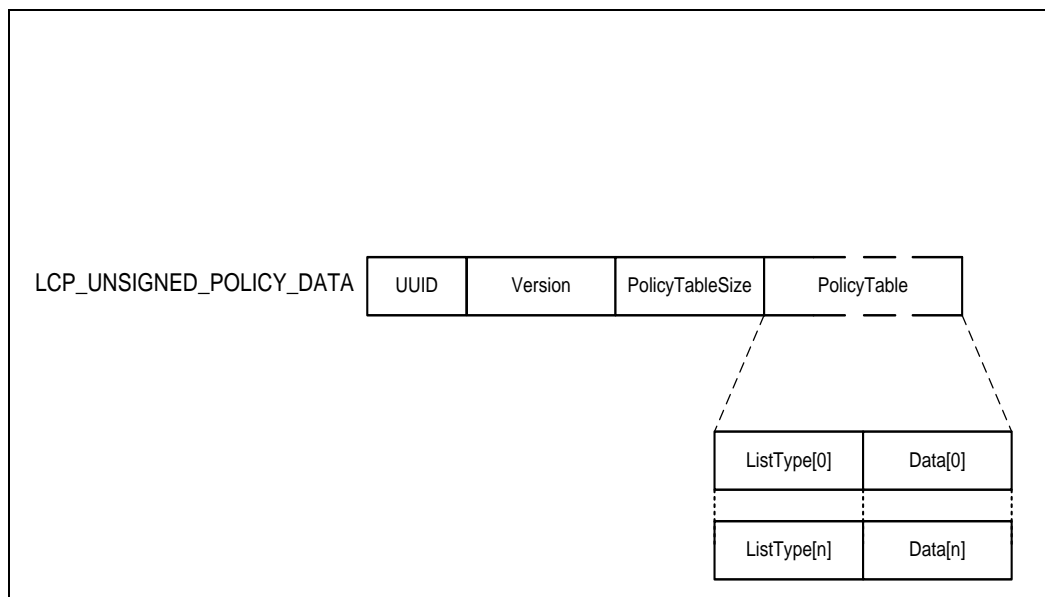 LCP_UNSIGNED_POLICY_DATA UUID Version PolicyTableSize PolicyTable
ListType[0] Data[0]
ListType[n] Data[n]